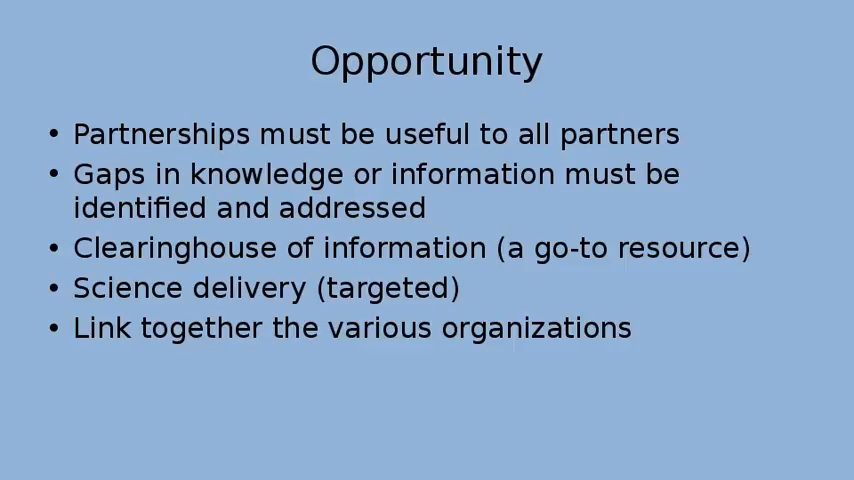 Opportunity
• Partnerships must be useful to all partners
• Gaps in knowledge or information must be
identified and addressed
• Clearinghouse of information (a go-to resource)
• Science delivery (targeted)
• Link together the various organizations